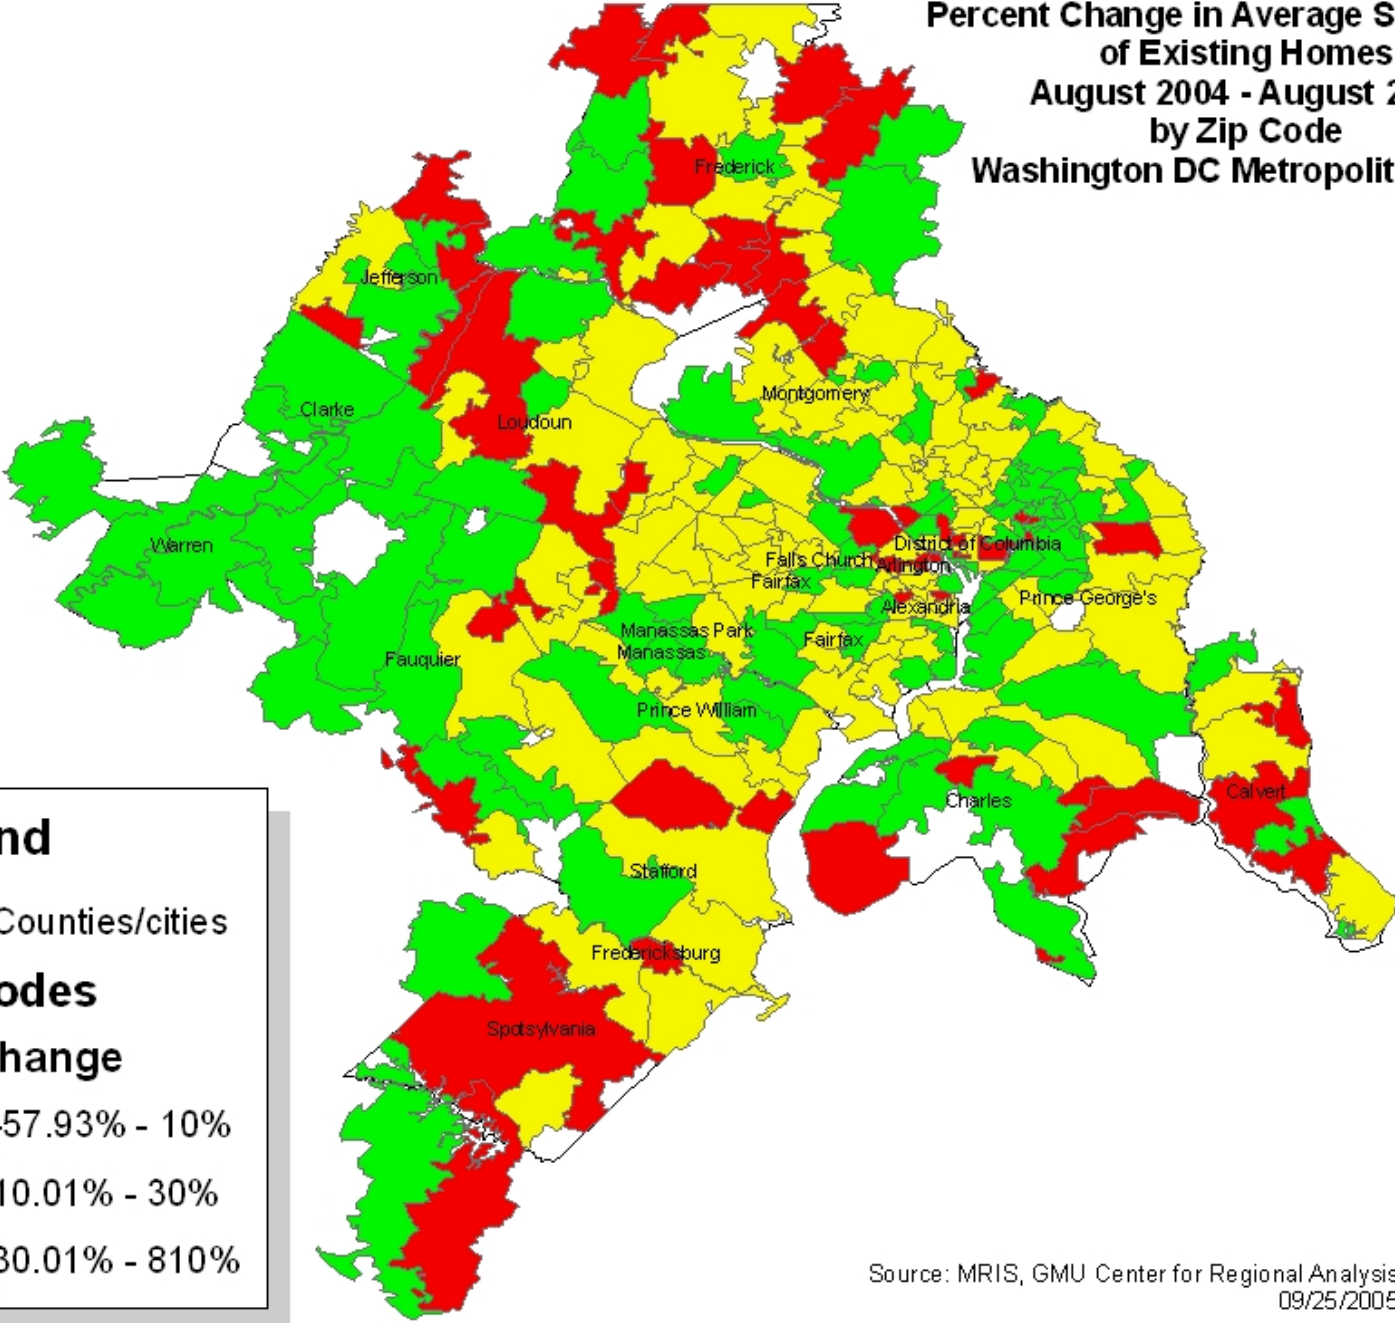 Percent Change in Average S
of Existing Homes
August 2004 - August 2
by Zip Code
Washington DC Metropolit
Frederick
Jefferson
Clarke
Loudoun
Montgomery
Warren
District of Columbia
Falls Church
Arlington
Fairfax
Prince George's
Alexandria
Manassas Park
Fairfax
Manassas
Fauquier
Prince William
Calvert
Charles
Stafford
Fredericksburg
Spotsylvania
nd
Counties/cities
odes
hange
-57.93% - 10%
10.01% - 30%
30.01% - 810%
Source: MRIS, GMU Center for Regional Analysis
09/25/2005